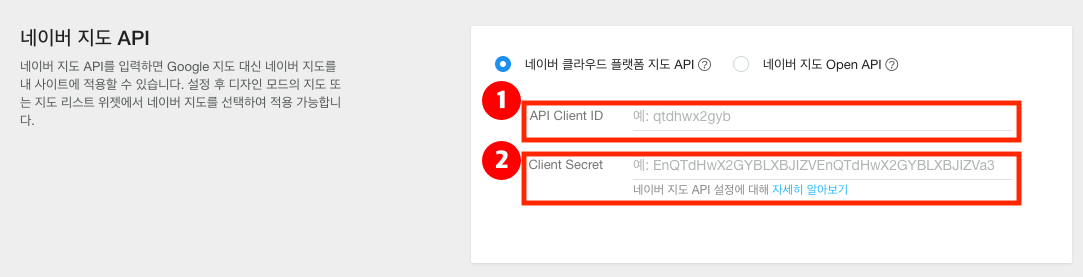 네이버 지도 API
네이버 지도 API를 입력하면 Google 지도 대신 네이버 지도를
내 사이트에 적용할 수 있습니다. 설정 후 디자인 모드의 지도 또
는 지도 리스트 위젯에서 네이버 지도를 선택하여 적용 가능합니
다.
네이버 클라우드 플랫폼 지도 API ? 네이버 지도 Open API ?
1
API Client ID 예: qtdhwx2gyb
2
Client Secret 예: EnQTdHwX2GYBLXBJIZVEnQTdHwX2GYBLXBJIZVa3
네이버 지도 API 설정에 대해 자세히 알아보기